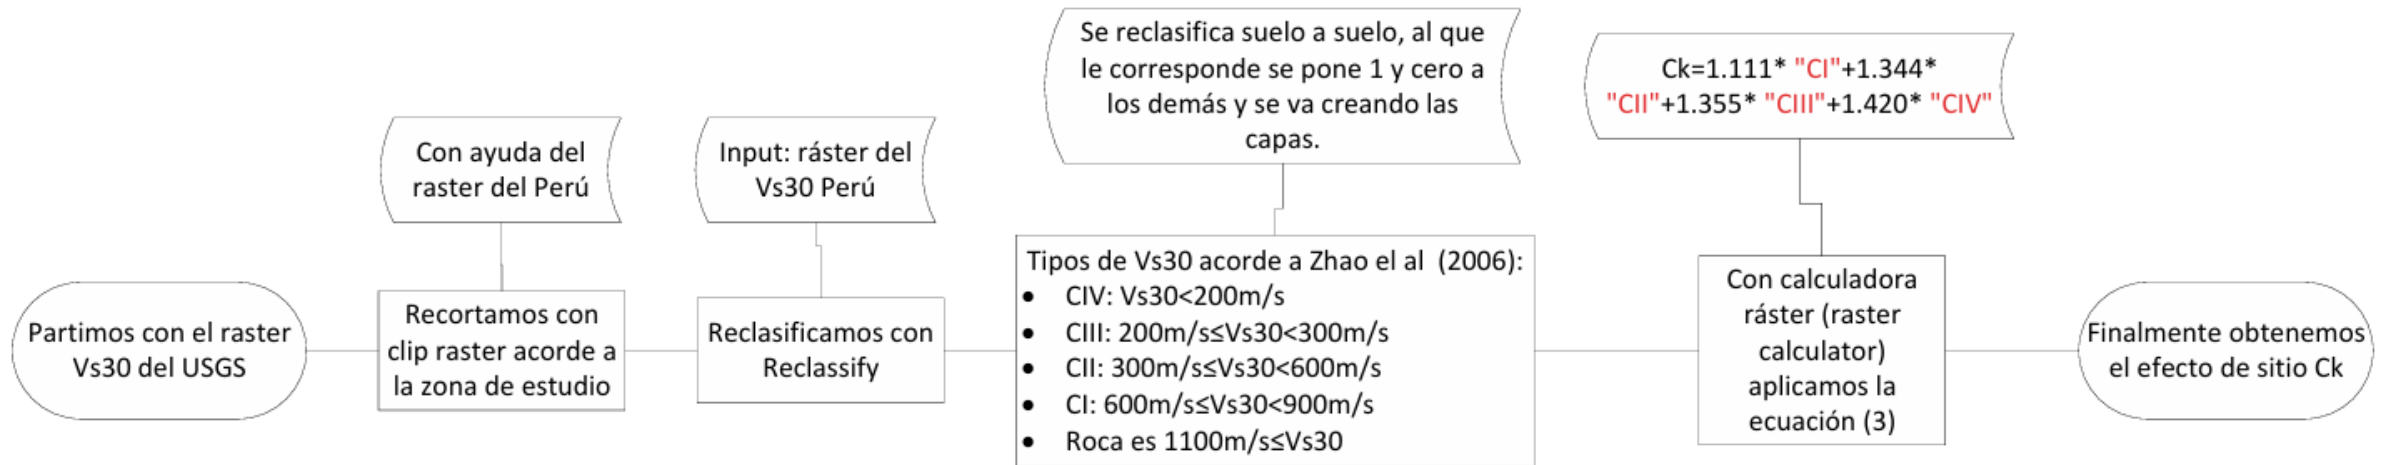 Partimos con el raster
Vs30 del USGS
Con ayuda del
raster del Perú
Recortamos con
clip raster acorde a
la zona de estudio
Input: ráster del
Vs30 Perú
Reclasificamos con
Reclassify
Se reclasifica suelo a suelo, al que
le corresponde se pone 1 y cero a
los demás y se va creando las
capas.
Tipos de Vs30 acorde a Zhao el al (2006):
• CIV: Vs30<200m/s
• CIII: 200m/s≤Vs30<300m/s
• CII: 300m/s≤Vs30<600m/s
• CI: 600m/s≤Vs30<900m/s
• Roca es 1100m/s≤Vs30
Ck=1.111* "CI"+1.344*
"CII"+1.355* "CIII"+1.420* "CIV"
Con calculadora
ráster (raster
calculator)
aplicamos la
ecuación (3)
Finalmente obtenemos
el efecto de sitio Ck